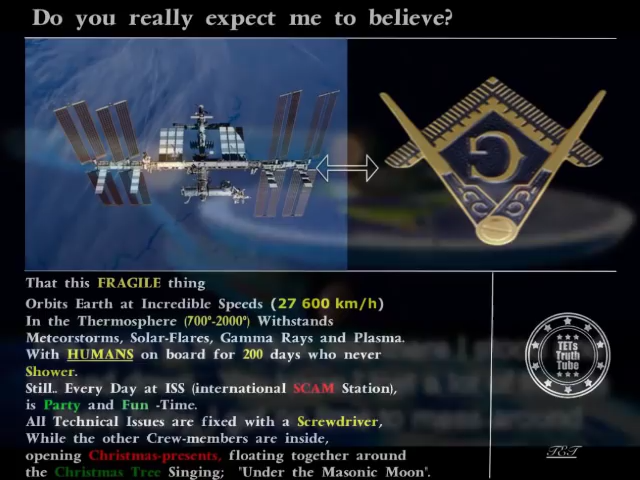 Do you really expect me to believe?
That this FRAGILE thing
Orbits Earth at Incredible Speeds (27 600 km/h)
In the Thermosphere (700°-2000°) Withstands
Meteorstorms, Solar-Flares, Gamma Rays and Plasma.
With HUMANS on board for 200 days who never
Shower.
Still.. Every Day at ISS (international SCAM Station),
is Party and Fun -Time.
All Technical Issues are fixed with a Screwdriver,
While the other Crew-members are inside,
opening Christmas-presents, floating together around
the Christmas Tree Singing; "Under the Masonic Moon".
TETs
Truth
Tube
TET